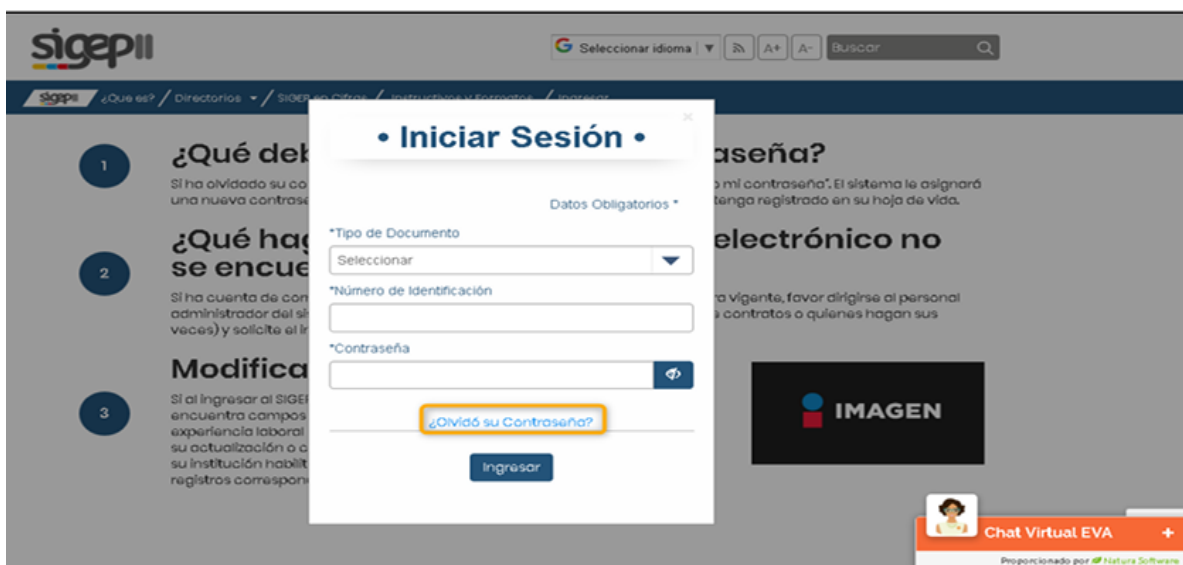 sigepII
Seleccionar idioma
A+
A-
Buscar
sigepII
¿Que es?
/ Directorios
/ SIGEP en Cifras
/ Instructivos y Formatos
/ Ingresar
×
• Iniciar Sesión •
Datos Obligatorios *
*Tipo de Documento
Seleccionar
*Número de Identificación
*Contraseña
¿Olvidó su Contraseña?
Ingresar
1
¿Qué deb
aseña?
Si ha olvidado su co
o mi contraseña". El sistema le asignará
una nueva contrase
tenga registrado en su hoja de vida.
2
¿Qué hag
electrónico no
se encue
Si ha cuenta de corr
ra vigente, favor dirigirse al personal
administrador del si
contratos o quienes hagan sus
veces) y solicite el in
3
Modifica
Si al ingresar al SIGEP
encuentra campos
experiencia laboral
su actualización o c
su institución habilit
registros correspon
IMAGEN
Chat Virtual EVA
+
Proporcionado por Natura Software